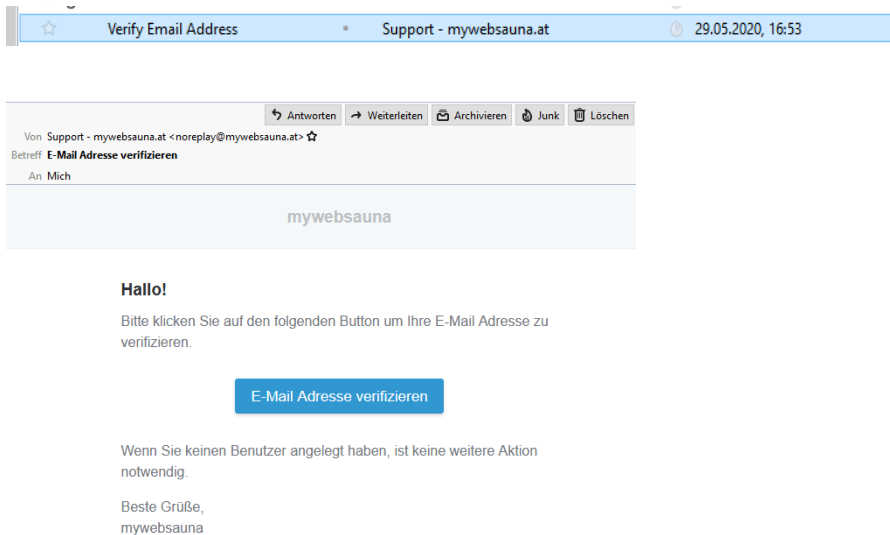 Verify Email Address Support - mywebsauna.at 29.05.2020, 16:53
Antworten Weiterleiten Archivieren Junk Löschen
Von Support - mywebsauna.at <noreplay@mywebsauna.at>
Betreff E-Mail Adresse verifizieren
An Mich
mywebsauna
Hallo!
Bitte klicken Sie auf den folgenden Button um Ihre E-Mail Adresse zu
verifizieren.
E-Mail Adresse verifizieren
Wenn Sie keinen Benutzer angelegt haben, ist keine weitere Aktion
notwendig.
Beste Grüße,
mywebsauna